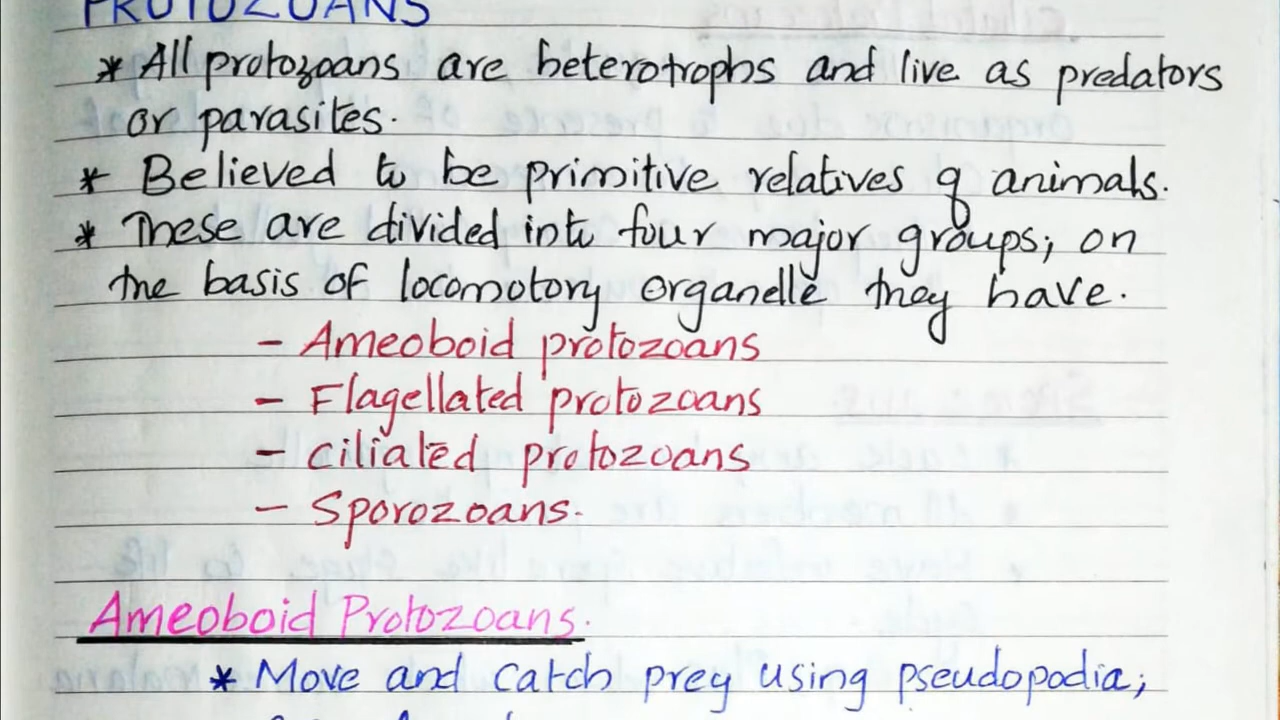 PROTOZOANS
* All protozoans are heterotrophs and live as predators
or parasites.
* Believed to be primitive relatives of animals.
* These are divided into four major groups; on
the basis of locomotory organelle they have.
- Ameoboid protozoans
- Flagellated protozoans
- ciliated protozoans
- Sporozoans.
Ameoboid Protozoans.
* Move and catch prey using pseudopodia;